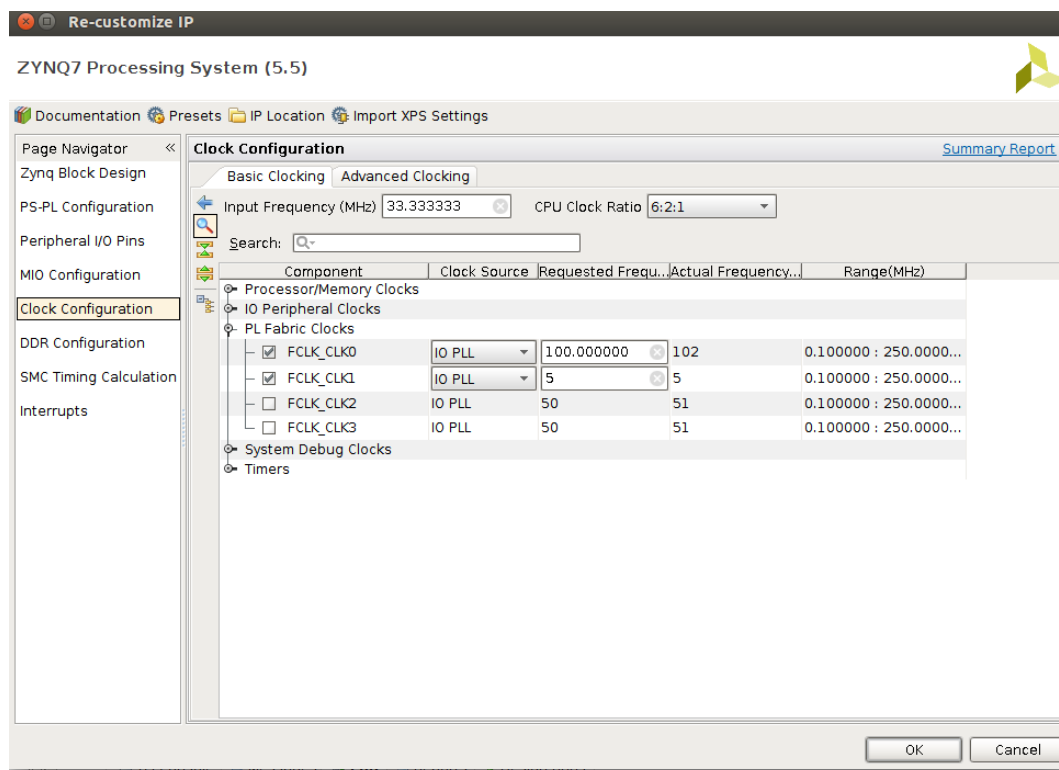 Re-customize IP
ZYNQ7 Processing System (5.5)
Documentation Presets IP Location Import XPS Settings
Page Navigator «
Zynq Block Design
PS-PL Configuration
Peripheral I/O Pins
MIO Configuration
Clock Configuration
DDR Configuration
SMC Timing Calculation
Interrupts
Clock Configuration Summary Report
Basic Clocking Advanced Clocking
Input Frequency (MHz) 33.333333 CPU Clock Ratio 6:2:1
Search:
Component Clock Source Requested Frequ... Actual Frequency... Range(MHz)
Processor/Memory Clocks
IO Peripheral Clocks
PL Fabric Clocks
FCLK_CLK0 IO PLL 100.000000 102 0.100000 : 250.0000...
FCLK_CLK1 IO PLL 5 5 0.100000 : 250.0000...
FCLK_CLK2 IO PLL 50 51 0.100000 : 250.0000...
FCLK_CLK3 IO PLL 50 51 0.100000 : 250.0000...
System Debug Clocks
Timers
OK Cancel